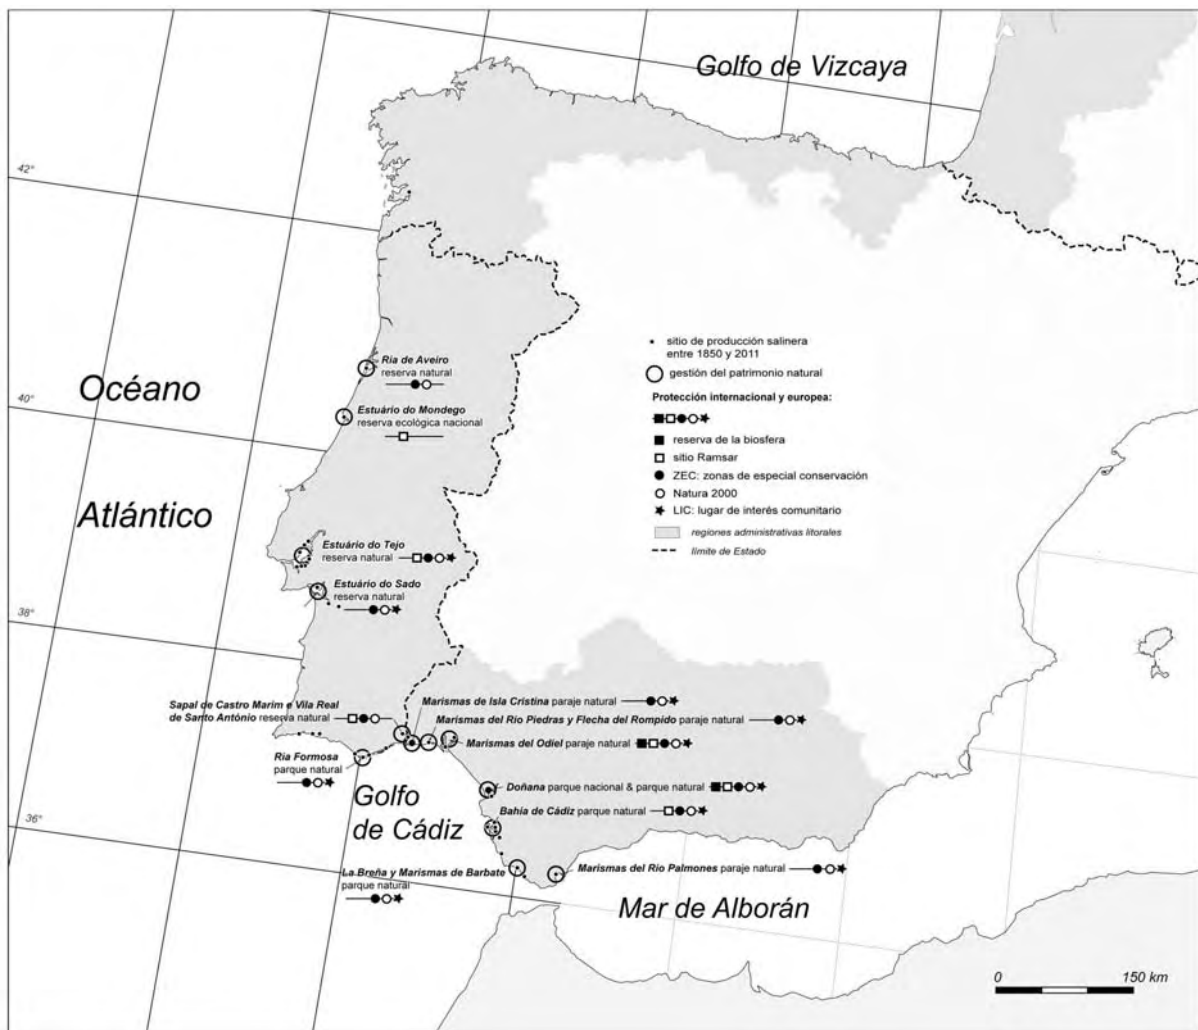 Golfo de Vizcaya
42°
Océano
Atlántico
40°
38°
36°
Ria de Aveiro
reserva natural
Estuário do Mondego
reserva ecológica nacional
Estuário do Tejo
reserva natural
Estuário do Sado
reserva natural
Sapal de Castro Marim e Vila Real
de Santo António reserva natural
Ria Formosa
parque natural
Golfo
de Cádiz
Marismas de Isla Cristina paraje natural
Marismas del Río Piedras y Flecha del Rompido paraje natural
Marismas del Odiel paraje natural
Doñana parque nacional & parque natural
Bahía de Cádiz parque natural
La Breña y Marismas de Barbate
parque natural
Marismas del Río Palmones paraje natural
Mar de Alborán
sitio de producción salinera
entre 1850 y 2011
gestión del patrimonio natural
Protección internacional y europea:
reserva de la biosfera
sitio Ramsar
ZEC: zonas de especial conservación
Natura 2000
LIC: lugar de interés comunitario
regiones administrativas litorales
límite de Estado
0 150 km